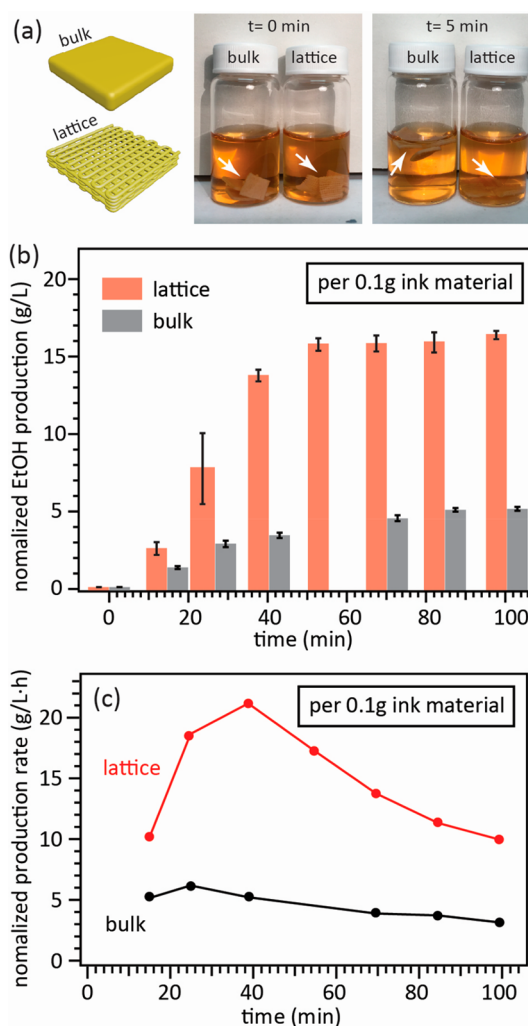 (a)
bulk
lattice
t= 0 min
bulk
lattice
t= 5 min
bulk
lattice
(b)
per 0.1g ink material
lattice
bulk
normalized EtOH production (g/L)
20
15
10
5
0
0
20
40
60
80
100
time (min)
(c)
per 0.1g ink material
lattice
bulk
normalized production rate (g/L·h)
20
15
10
5
0
0
20
40
60
80
100
time (min)